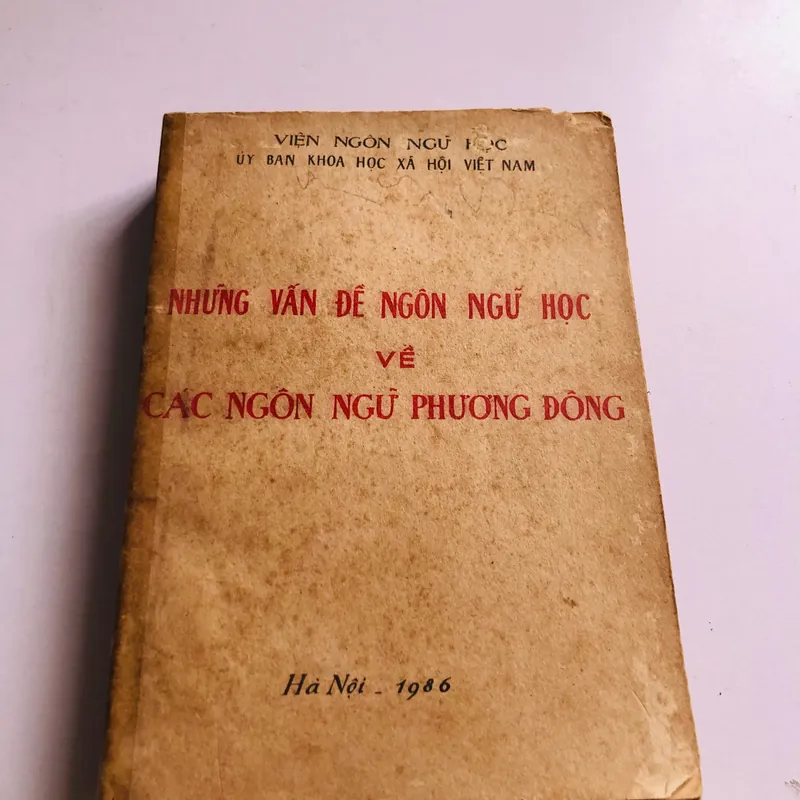 VIỆN NGÔN NGỮ HỌC
ỦY BAN KHOA HỌC XÃ HỘI VIỆT NAM
NHỮNG VẤN ĐỀ NGÔN NGỮ HỌC
VỀ
CÁC NGÔN NGỮ PHƯƠNG ĐÔNG
Hà Nội - 1986